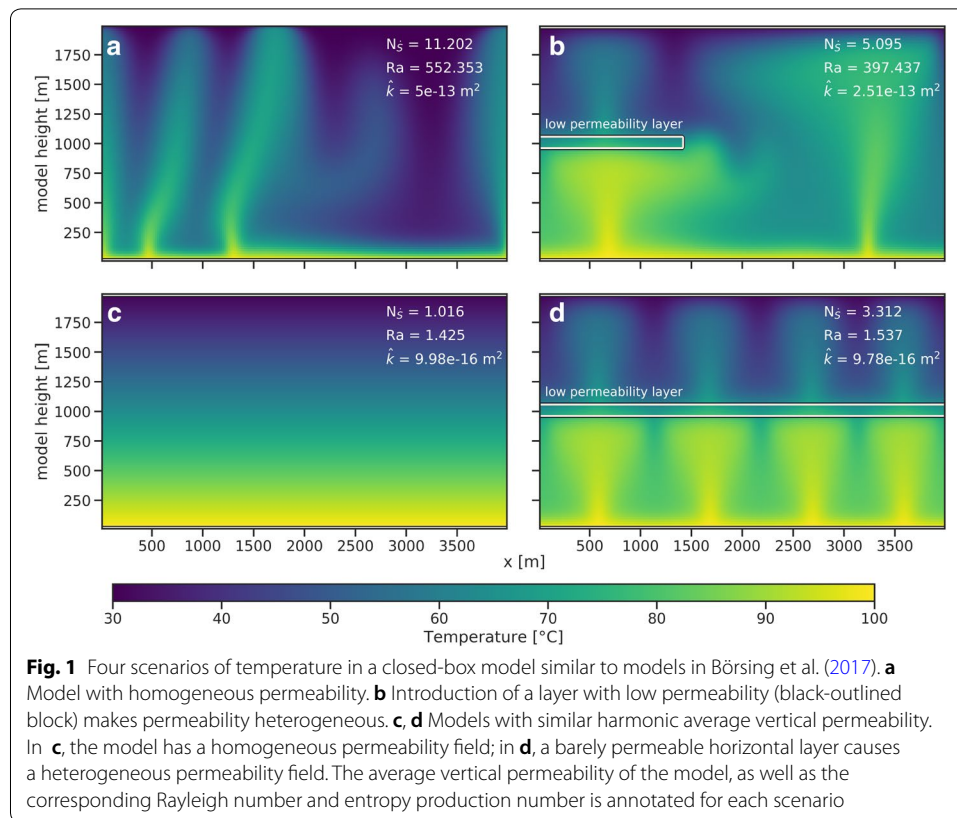 a
N_Ṡ = 11.202
Ra = 552.353
k̂ = 5e-13 m²
model height [m]
1750
1500
1250
1000
750
500
250
b
N_Ṡ = 5.095
Ra = 397.437
k̂ = 2.51e-13 m²
low permeability layer
c
N_Ṡ = 1.016
Ra = 1.425
k̂ = 9.98e-16 m²
model height [m]
1750
1500
1250
1000
750
500
250
500 1000 1500 2000 2500 3000 3500
d
N_Ṡ = 3.312
Ra = 1.537
k̂ = 9.78e-16 m²
low permeability layer
500 1000 1500 2000 2500 3000 3500
x [m]
30 40 50 60 70 80 90 100
Temperature [°C]
Fig. 1 Four scenarios of temperature in a closed-box model similar to models in Börsing et al. (2017). a
Model with homogeneous permeability. b Introduction of a layer with low permeability (black-outlined
block) makes permeability heterogeneous. c, d Models with similar harmonic average vertical permeability.
In c, the model has a homogeneous permeability field; in d, a barely permeable horizontal layer causes
a heterogeneous permeability field. The average vertical permeability of the model, as well as the
corresponding Rayleigh number and entropy production number is annotated for each scenario